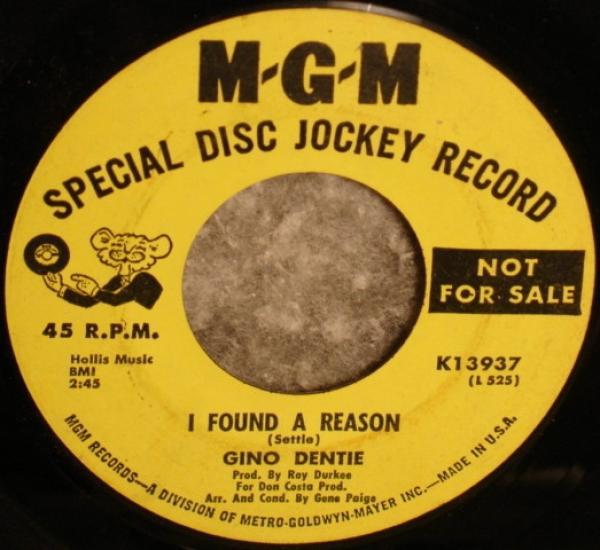 M-G-M
SPECIAL DISC JOCKEY RECORD
NOT
FOR SALE
45 R.P.M.
Hollis Music
BMI
2:45
K13937
(L 525)
I FOUND A REASON
(Settle)
GINO DENTIE
Prod. By Roy Durkee
For Don Costa Prod.
Arr. And Cond. By Gene Paige
MGM RECORDS—A DIVISION OF METRO-GOLDWYN-MAYER INC.—MADE IN U.S.A.